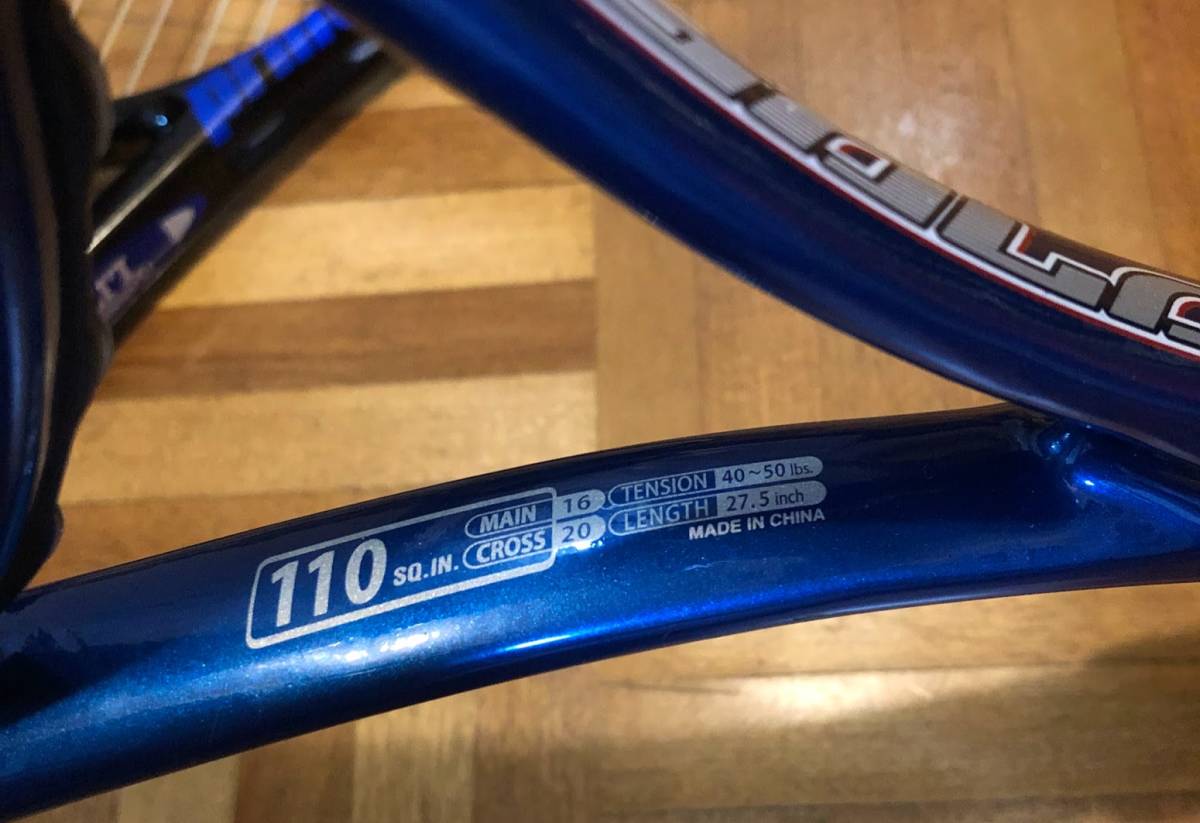 110 SQ.IN.
MAIN 16
CROSS 20
TENSION 40~50 lbs.
LENGTH 27.5 inch
MADE IN CHINA